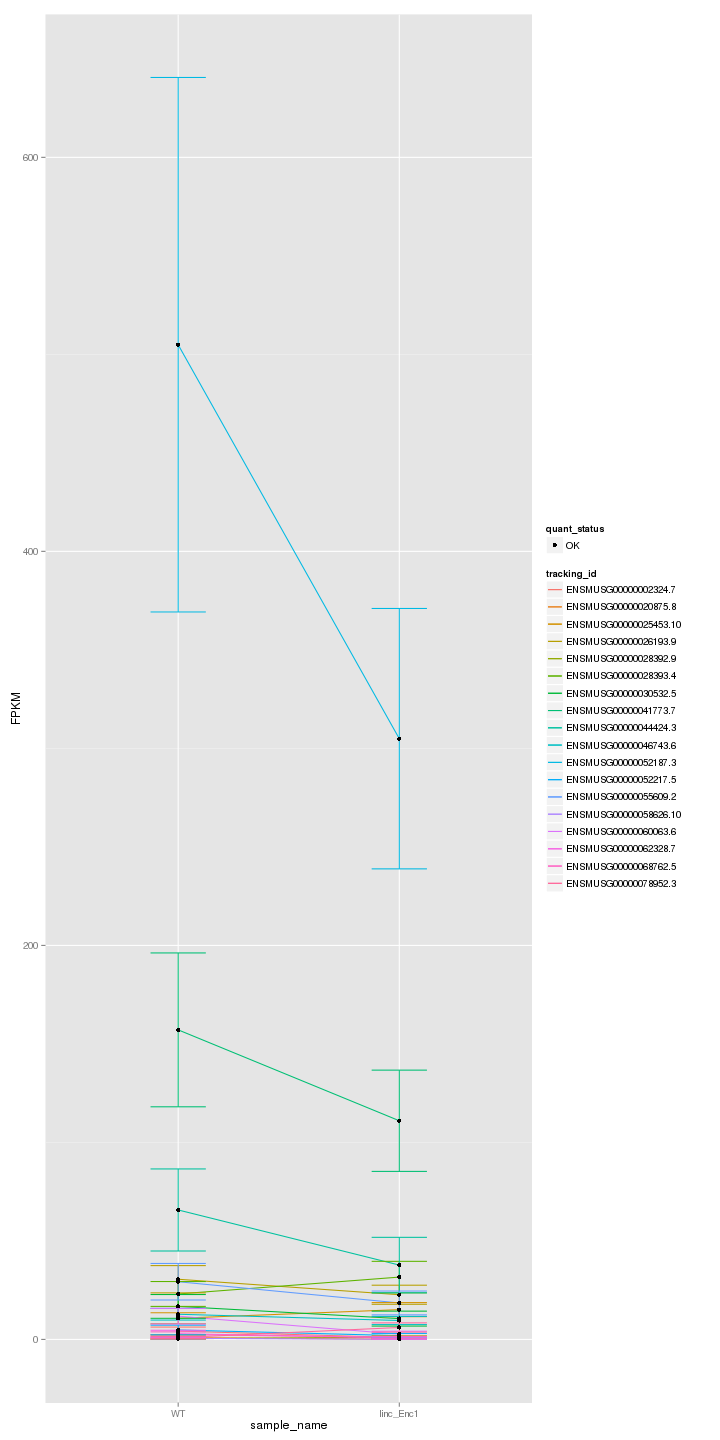 600
400
200
0
FPKM
WT
linc_Enc1
sample_name
quant_status
OK
tracking_id
ENSMUSG00000002324.7
ENSMUSG00000020875.8
ENSMUSG00000025453.10
ENSMUSG00000026193.9
ENSMUSG00000028392.9
ENSMUSG00000028393.4
ENSMUSG00000030532.5
ENSMUSG00000041773.7
ENSMUSG00000044424.3
ENSMUSG00000046743.6
ENSMUSG00000052187.3
ENSMUSG00000052217.5
ENSMUSG00000055609.2
ENSMUSG00000058626.10
ENSMUSG00000060063.6
ENSMUSG00000062328.7
ENSMUSG00000068762.5
ENSMUSG00000078952.3